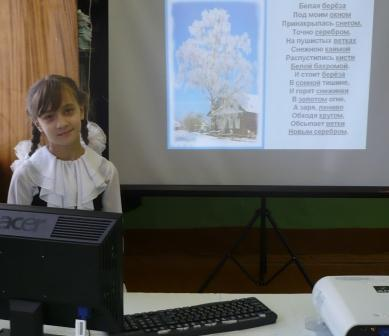 Белая берёза
Под моим окном
Принакрылась снегом,
Точно серебром.
На пушистых ветках
Снежною каймой
Распустились кисти
Белой бахромой.
И стоит берёза
В сонной тишине,
И горят снежинки
В золотом огне.
А заря, лениво
Обходя кругом,
Обсыпает ветки
Новым серебром.
acer